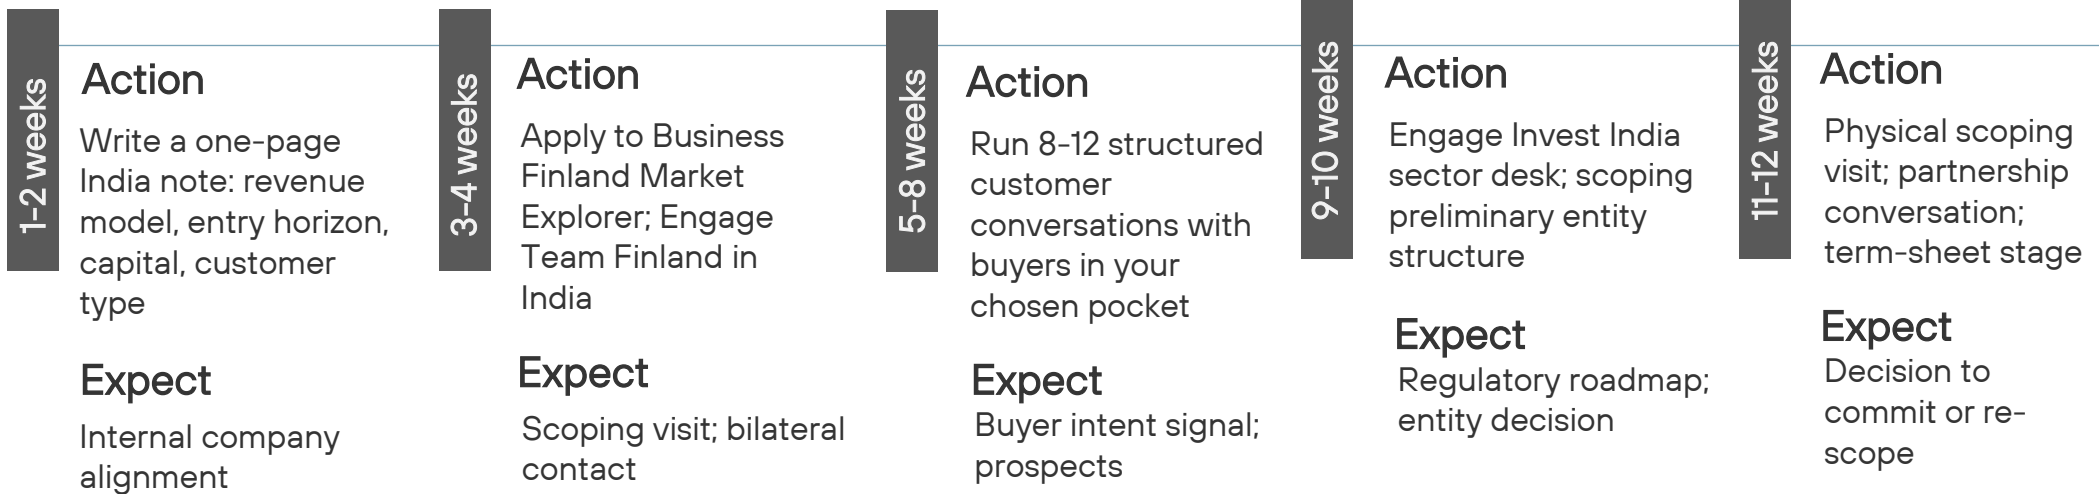 1-2 weeks
Action
Write a one-page
India note: revenue
model, entry horizon,
capital, customer
type
Expect
Internal company
alignment
3-4 weeks
Action
Apply to Business
Finland Market
Explorer; Engage
Team Finland in
India
Expect
Scoping visit; bilateral
contact
5-8 weeks
Action
Run 8-12 structured
customer
conversations with
buyers in your
chosen pocket
Expect
Buyer intent signal;
prospects
9-10 weeks
Action
Engage Invest India
sector desk; scoping
preliminary entity
structure
Expect
Regulatory roadmap;
entity decision
11-12 weeks
Action
Physical scoping
visit; partnership
conversation;
term-sheet stage
Expect
Decision to
commit or re-
scope